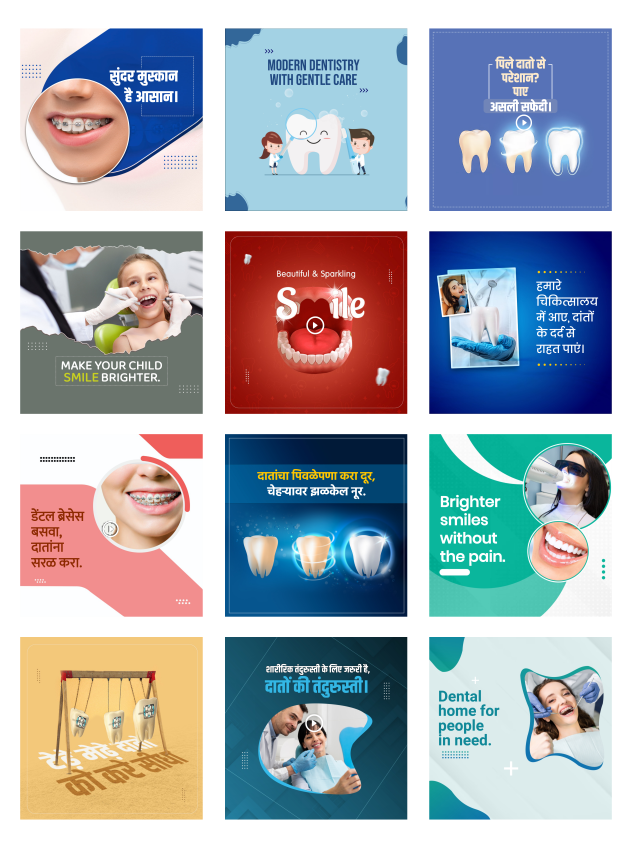 सुंदर मुस्कान
है आसान।
MODERN DENTISTRY
WITH GENTLE CARE
पिले दातो से
परेशान?
पाए
असली सफेदी।
MAKE YOUR CHILD
SMILE BRIGHTER.
Beautiful & Sparkling
Smile
हमारे
चिकित्सालय
में आए, दांतों
के दर्द से
राहत पाएं।
डेंटल ब्रेसेस
बसवा,
दातांना
सरळ करा.
दातांचा पिवळेपणा करा दूर,
चेहऱ्यावर झळकेल नूर.
Brighter
smiles
without
the pain.
टेढ़े मेढ़े दातो
को कर सीधा
शारीरिक तंदुरुस्ती के लिए जरुरी है,
दातों की तंदुरुस्ती।
Dental
home for
people
in need.